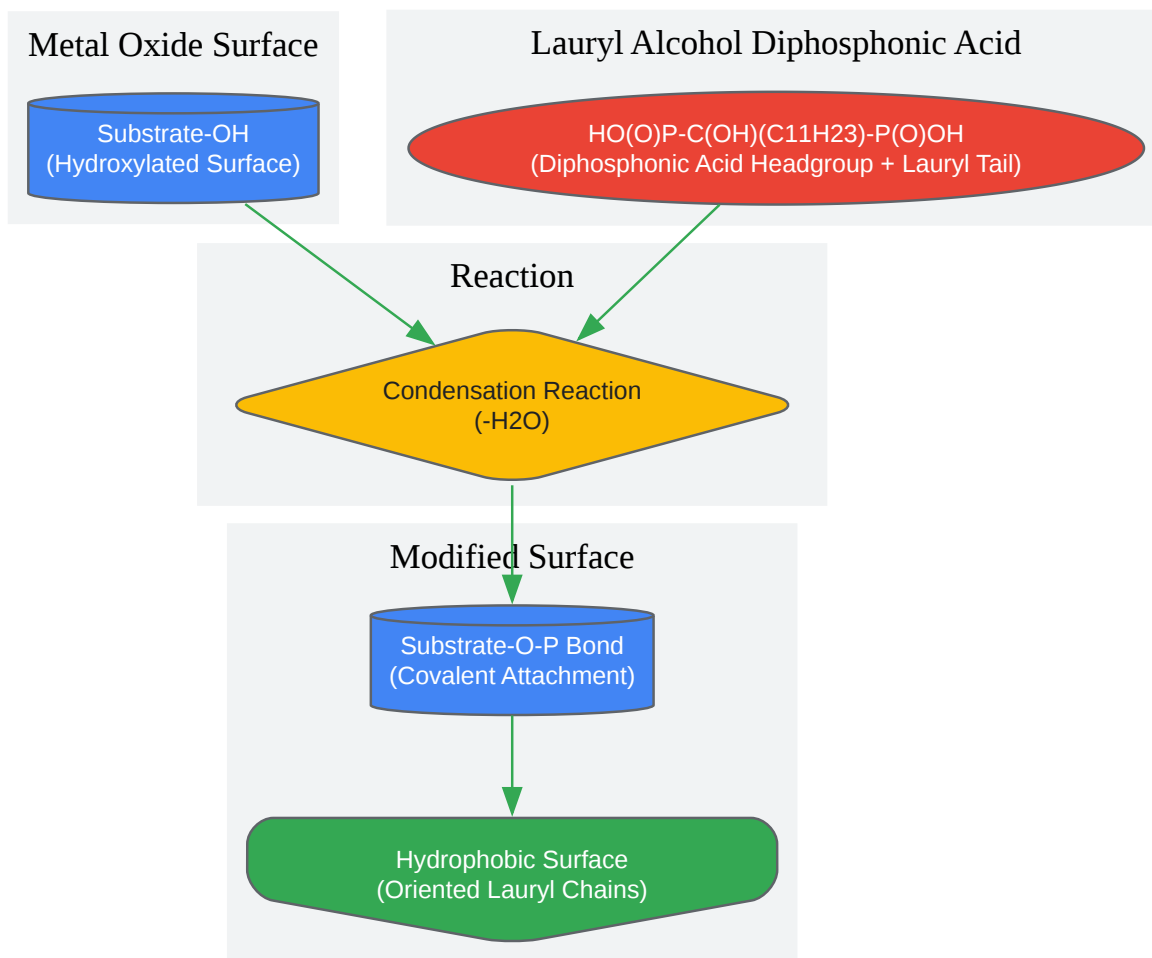 Metal Oxide Surface
Substrate-OH
(Hydroxylated Surface)
Lauryl Alcohol Diphosphonic Acid
HO(O)P-C(OH)(C11H23)-P(O)OH
(Diphosphonic Acid Headgroup + Lauryl Tail)
Reaction
Condensation Reaction
(-H2O)
Modified Surface
Substrate-O-P Bond
(Covalent Attachment)
Hydrophobic Surface
(Oriented Lauryl Chains)